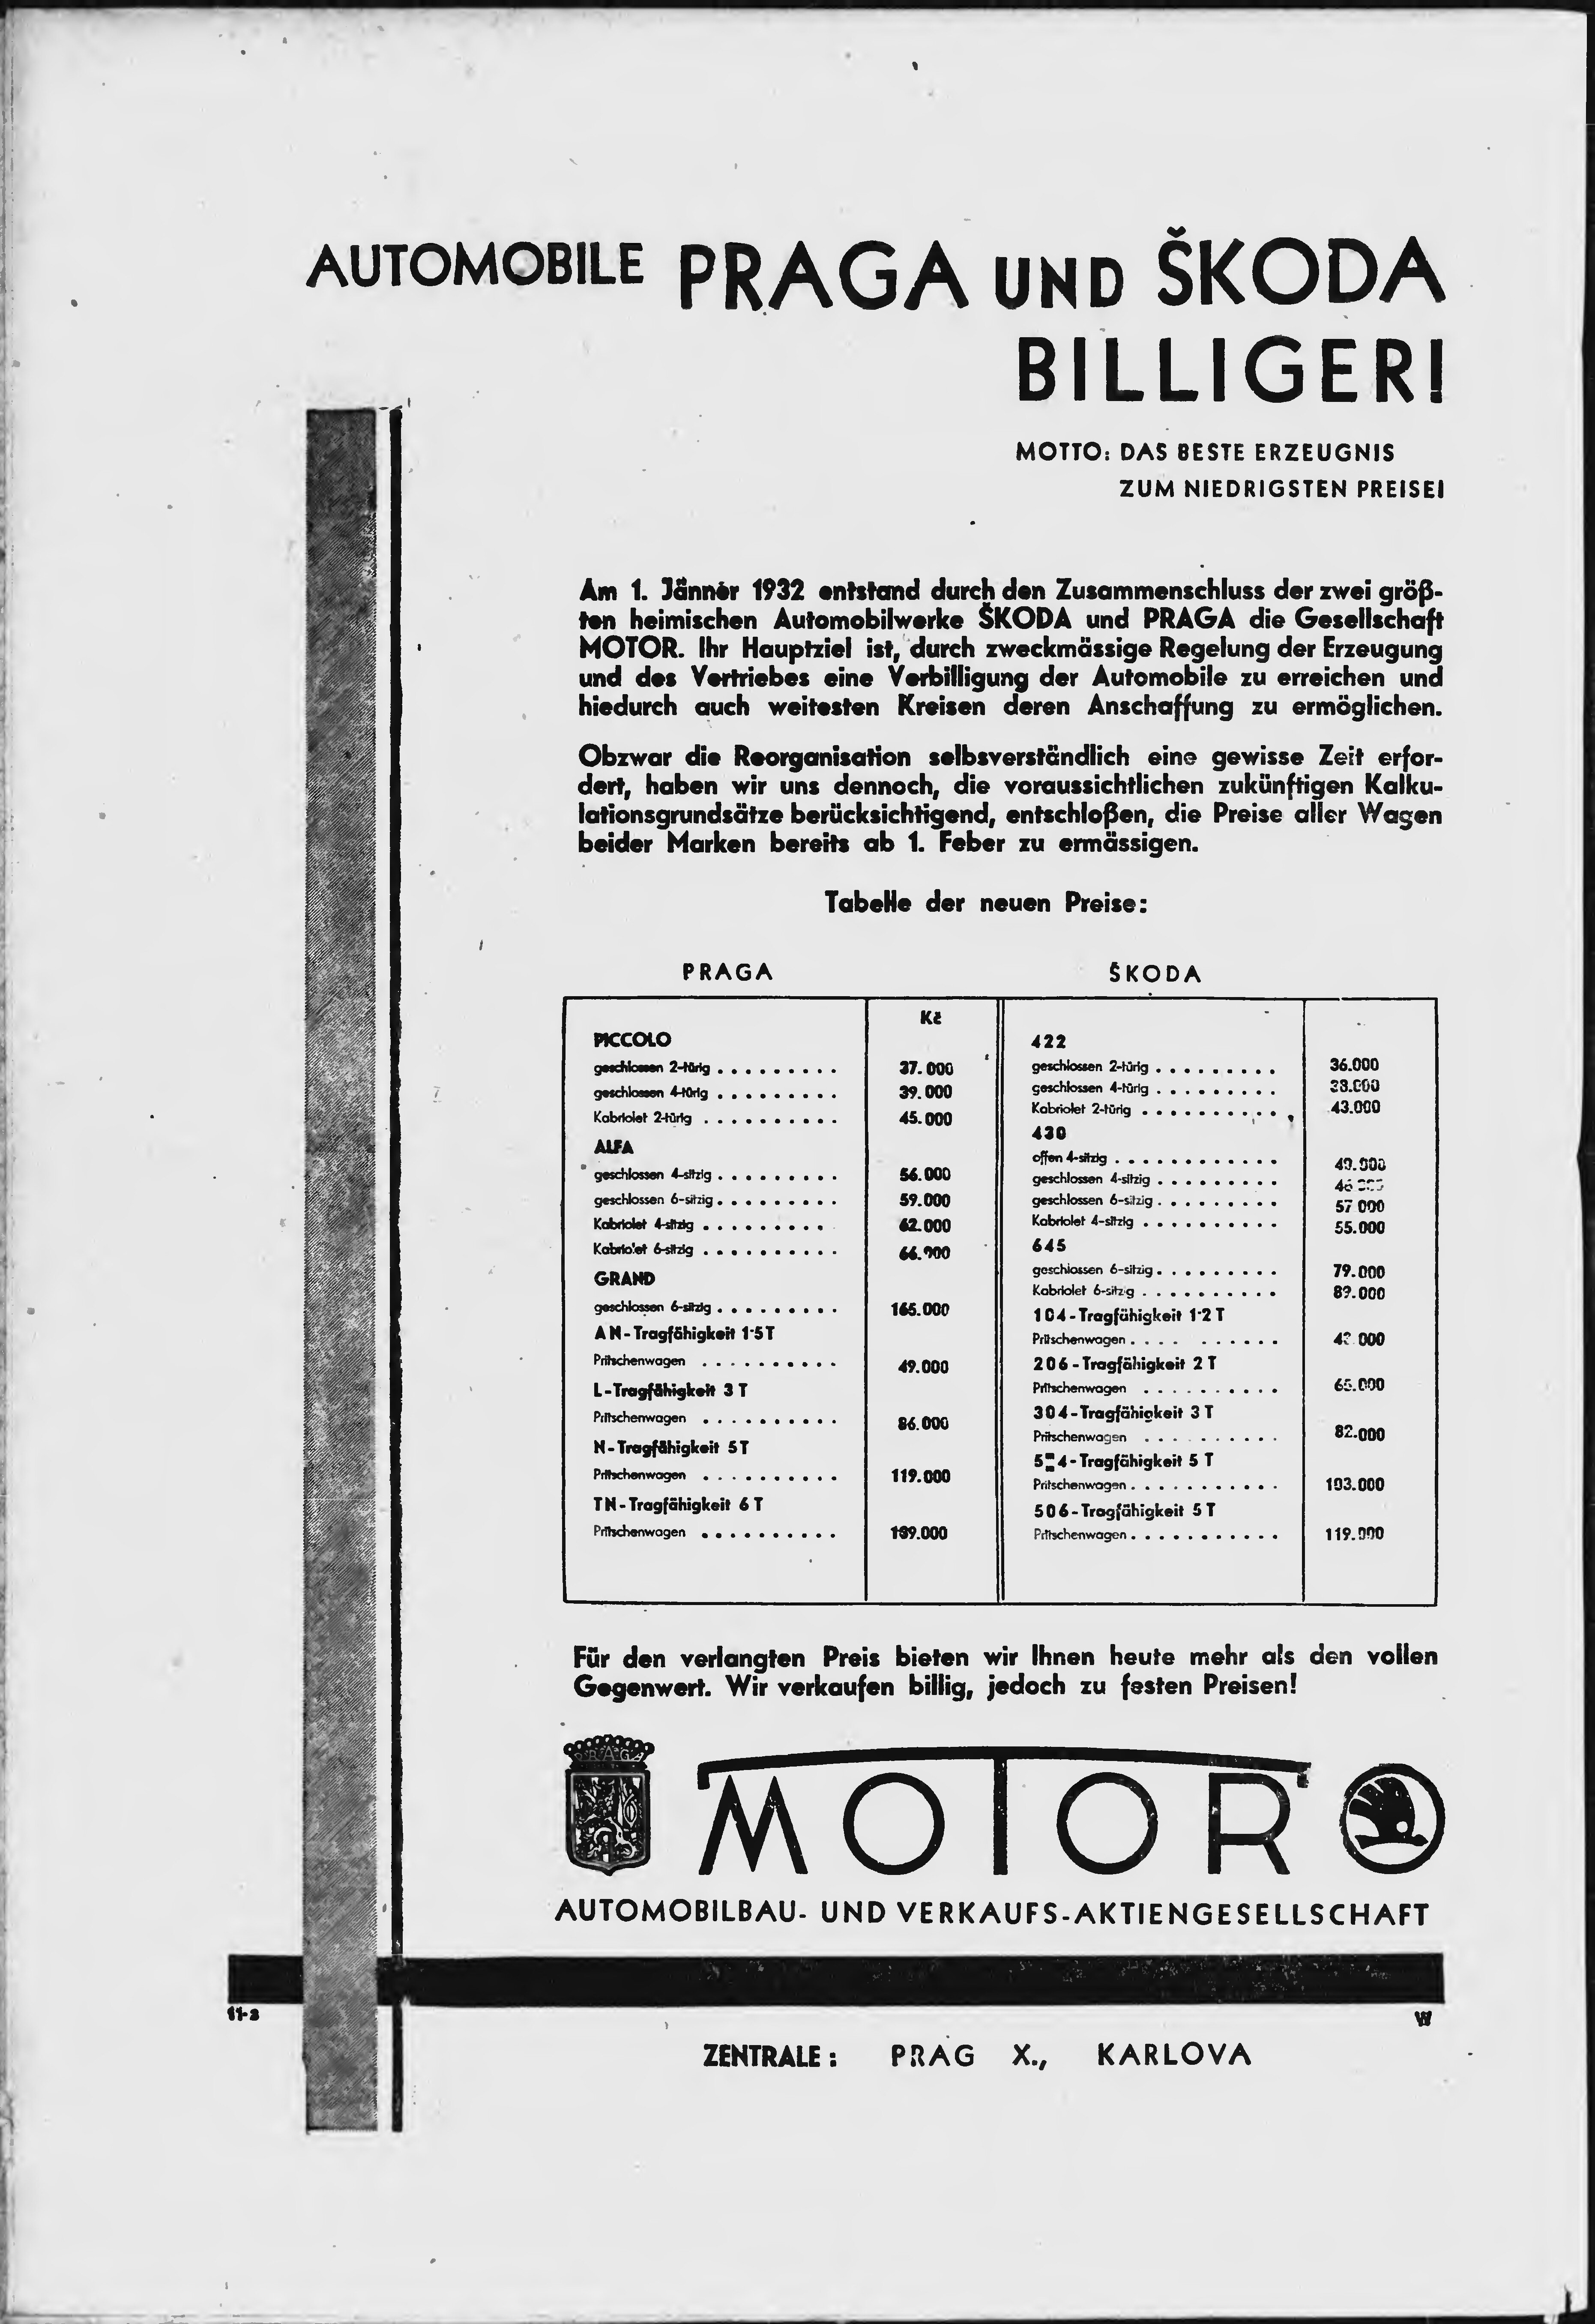 AUTOMOBILE PRAGA UND ŠKODA
BILLIGER!
MOTTO: DAS BESTE ERZEUGNIS
ZUM NIEDRIGSTEN PREISE!
Am 1. Jänner 1932 entstand durch den Zusammenschluss der zwei größ-
ten heimischen Automobilwerke ŠKODA und PRAGA die Gesellschaft
MOTOR. Ihr Hauptziel ist, durch zweckmässige Regelung der Erzeugung
und des Vertriebes eine Verbilligung der Automobile zu erreichen und
hiedurch auch weitesten Kreisen deren Anschaffung zu ermöglichen.
Obzwar die Reorganisation selbsverständlich eine gewisse Zeit erfor-
dert, haben wir uns dennoch, die voraussichtlichen zukünftigen Kalku-
lationsgrundsätze berücksichtigend, entschloßen, die Preise aller Wagen
beider Marken bereits ab 1. Feber zu ermässigen.
Tabelle der neuen Preise:
PRAGA
Kč
PICCOLO
geschlossen 2-türig . . . . . . . . . 37.000
geschlossen 4-türig . . . . . . . . . 39.000
Kabriolet 2-türig . . . . . . . . . . 45.000
ALFA
geschlossen 4-sitzig . . . . . . . . . 56.000
geschlossen 6-sitzig . . . . . . . . . 59.000
Kabriolet 4-sitzig . . . . . . . . . 62.000
Kabriolet 6-sitzig . . . . . . . . . . 66.900
GRAND
geschlossen 6-sitzig . . . . . . . . . 165.000
AN-Tragfähigkeit 1·5 T
Pritschenwagen . . . . . . . . . . 49.000
L-Tragfähigkeit 3 T
Pritschenwagen . . . . . . . . . . 86.000
N-Tragfähigkeit 5 T
Pritschenwagen . . . . . . . . . . 119.000
TN-Tragfähigkeit 6 T
Pritschenwagen . . . . . . . . . . 139.000
ŠKODA
422
geschlossen 2-türig . . . . . . . . . 36.000
geschlossen 4-türig . . . . . . . . . 38.000
Kabriolet 2-türig . . . . . . . . . . 43.000
430
offen 4-sitzig . . . . . . . . . . . .
geschlossen 4-sitzig . . . . . . . . .
geschlossen 6-sitzig . . . . . . . . . 57.000
Kabriolet 4-sitzig . . . . . . . . . . 55.000
645
geschlossen 6-sitzig . . . . . . . . . 79.000
Kabriolet 6-sitzig . . . . . . . . . .
104-Tragfähigkeit 1·2 T
Pritschenwagen . . . . . . . . . .
206-Tragfähigkeit 2 T
Pritschenwagen . . . . . . . . . . 65.000
304-Tragfähigkeit 3 T
Pritschenwagen . . . . . . . . . . 82.000
-Tragfähigkeit 5 T
Pritschenwagen . . . . . . . . . . . 103.000
506-Tragfähigkeit 5 T
Pritschenwagen . . . . . . . . . . . 119.000
Für den verlangten Preis bieten wir Ihnen heute mehr als den vollen
Gegenwert. Wir verkaufen billig, jedoch zu festen Preisen!
PRAGA
MOTOR
AUTOMOBILBAU- UND VERKAUFS-AKTIENGESELLSCHAFT
11-3 W
ZENTRALE: PRAG X., KARLOVA